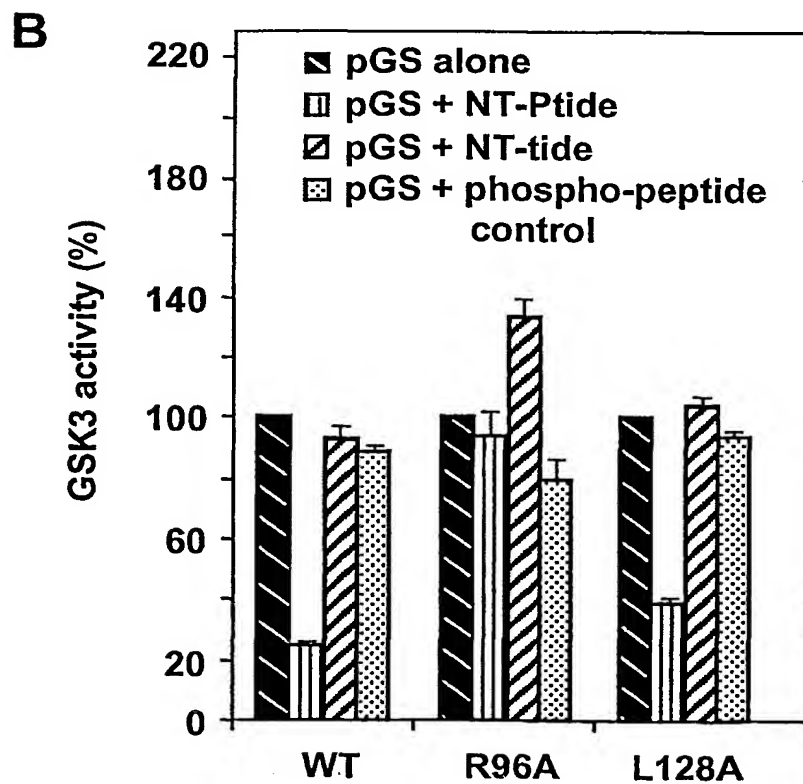 B
220
180
140
100
60
20
0
GSK3 activity (%)
pGS alone
pGS + NT-Ptide
pGS + NT-tide
pGS + phospho-peptide
control
WT R96A L128A